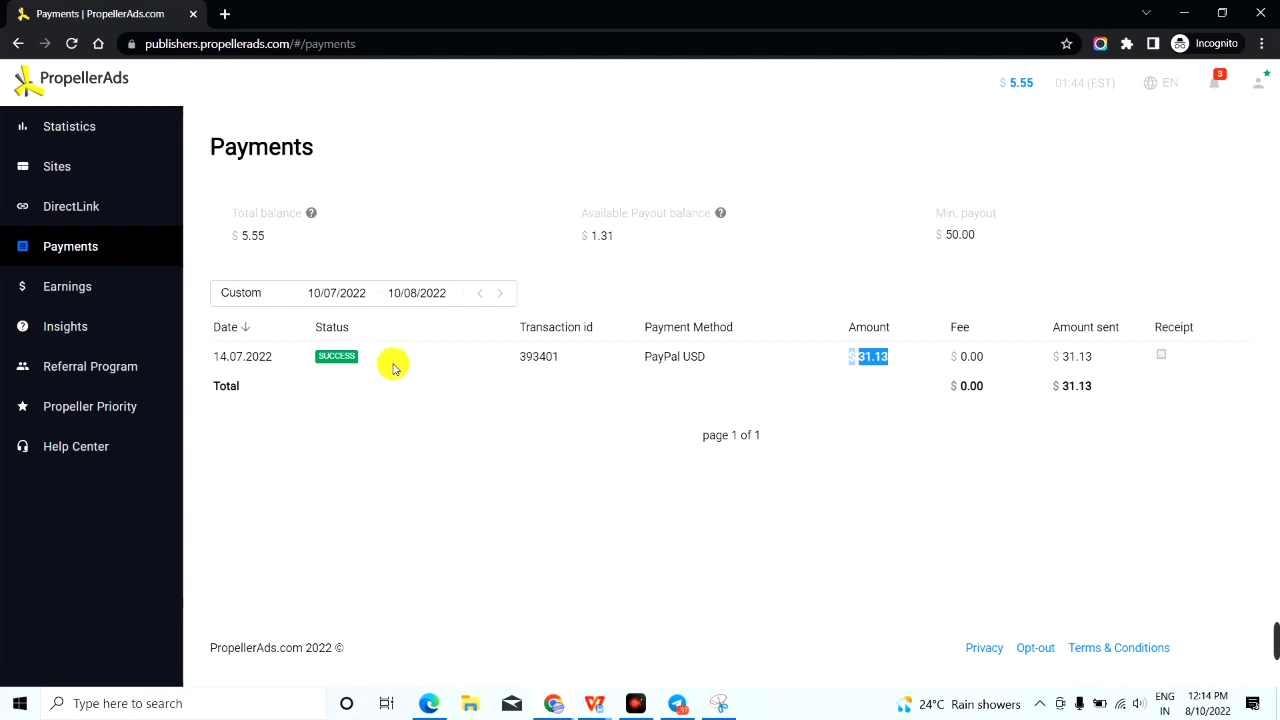 Payments | PropellerAds.com
publishers.propellerads.com/#/payments
Incognito
PropellerAds
$ 5.55
01:44 (EST)
EN
3
Statistics
Sites
DirectLink
Payments
Earnings
Insights
Referral Program
Propeller Priority
Help Center
Payments
Total balance ?
Available Payout balance ?
Min. payout
$ 5.55
$ 1.31
$ 50.00
Custom 10/07/2022 - 10/08/2022
Date Status Transaction id Payment Method Amount Fee Amount sent Receipt
14.07.2022 SUCCESS 393401 PayPal USD $ 31.13 $ 0.00 $ 31.13
Total $ 0.00 $ 31.13
page 1 of 1
PropellerAds.com 2022 ©
Privacy Opt-out Terms & Conditions
Type here to search
24°C Rain showers
ENG
IN
12:14 PM
8/10/2022